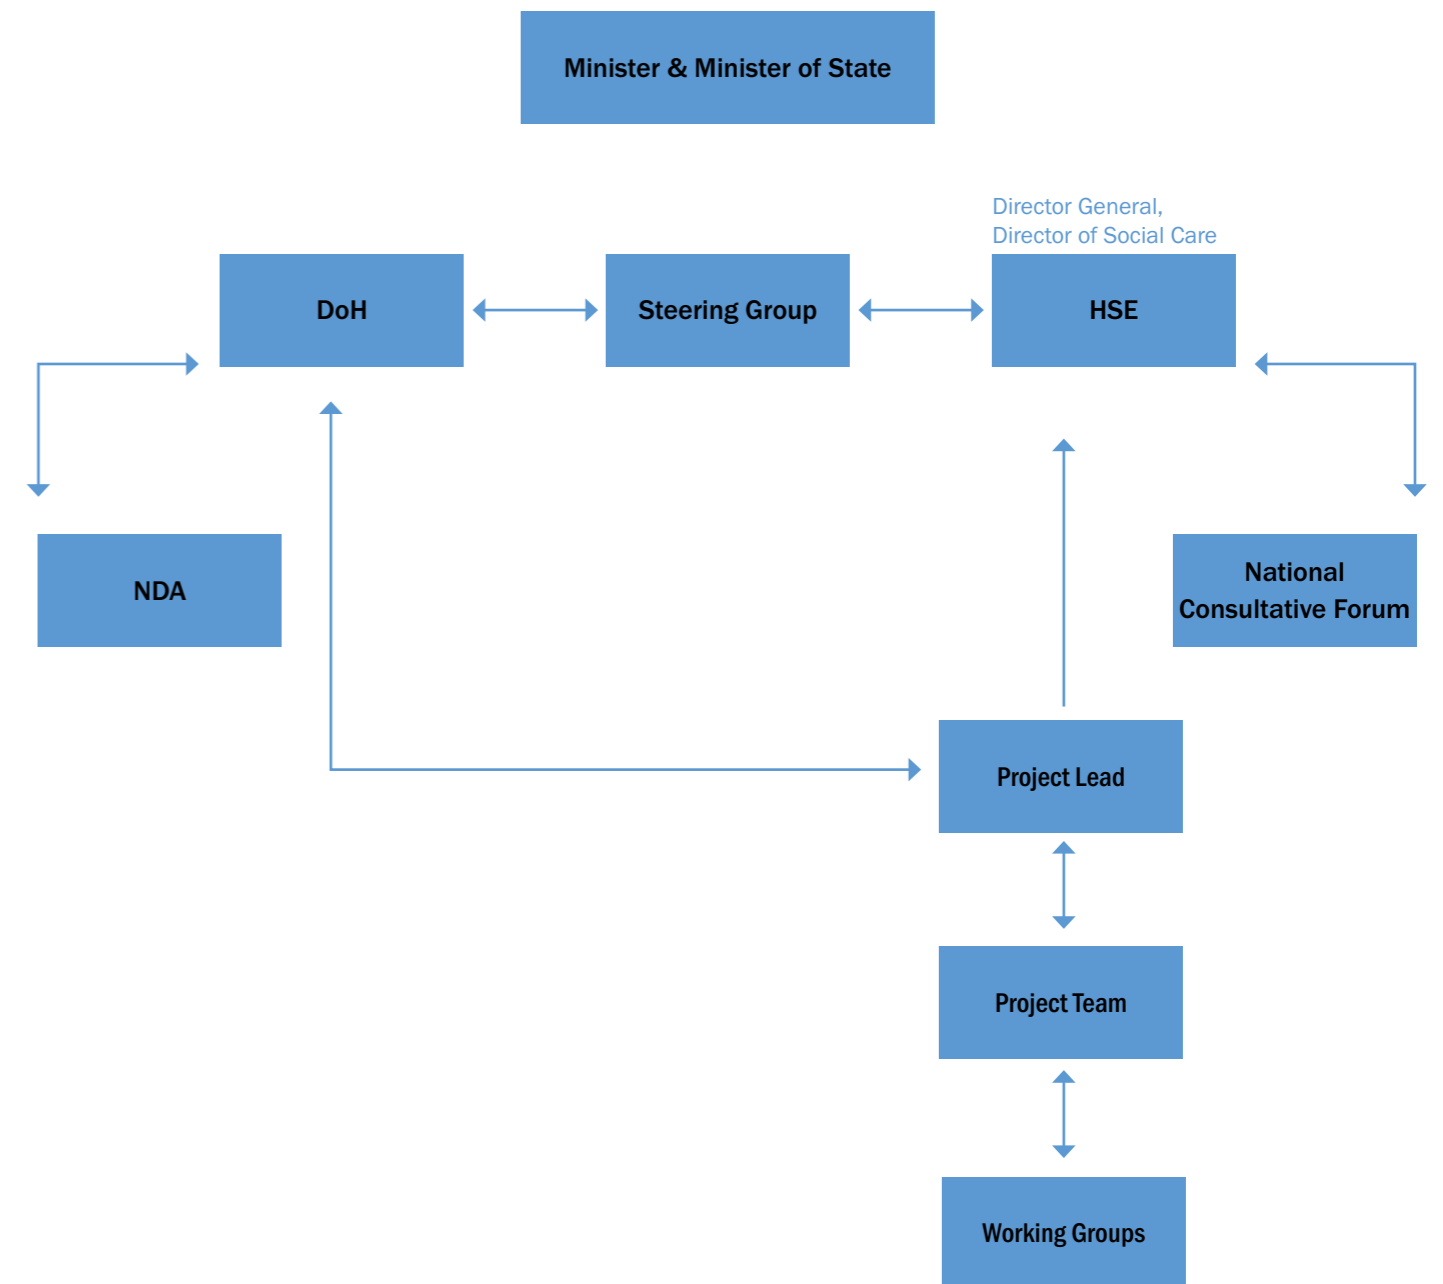 Minister & Minister of State
Director General,
Director of Social Care
DoH
Steering Group
HSE
NDA
National
Consultative Forum
Project Lead
Project Team
Working Groups